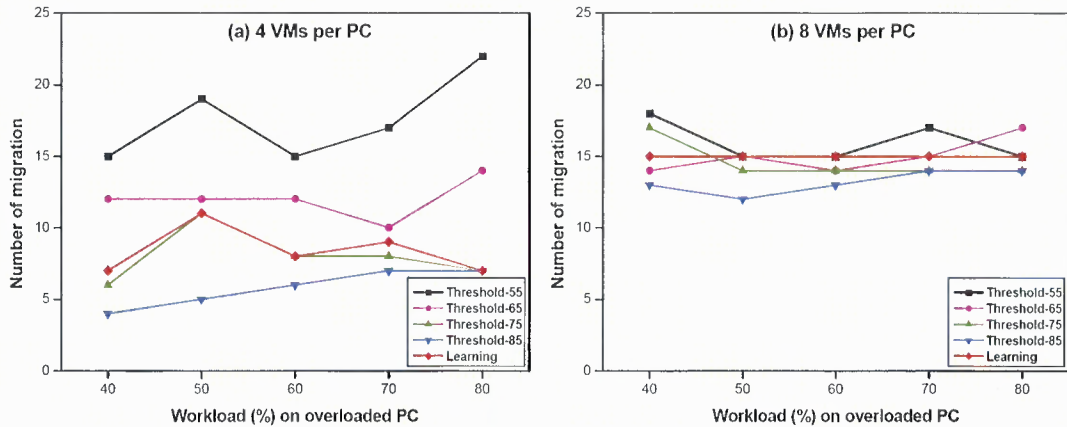 (a) 4 VMs per PC
Number of migration
25
20
15
10
5
0
40 50 60 70 80
Workload (%) on overloaded PC
Threshold-55
Threshold-65
Threshold-75
Threshold-85
Learning
(b) 8 VMs per PC
Number of migration
25
20
15
10
5
0
40 50 60 70 80
Workload (%) on overloaded PC
Threshold-55
Threshold-65
Threshold-75
Threshold-85
Learning